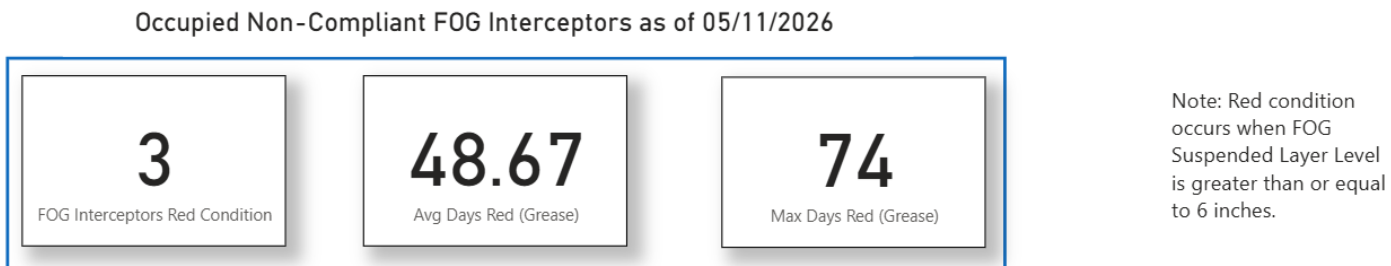 Occupied Non-Compliant FOG Interceptors as of 05/11/2026
3
FOG Interceptors Red Condition
48.67
Avg Days Red (Grease)
74
Max Days Red (Grease)
Note: Red condition
occurs when FOG
Suspended Layer Level
is greater than or equal
to 6 inches.